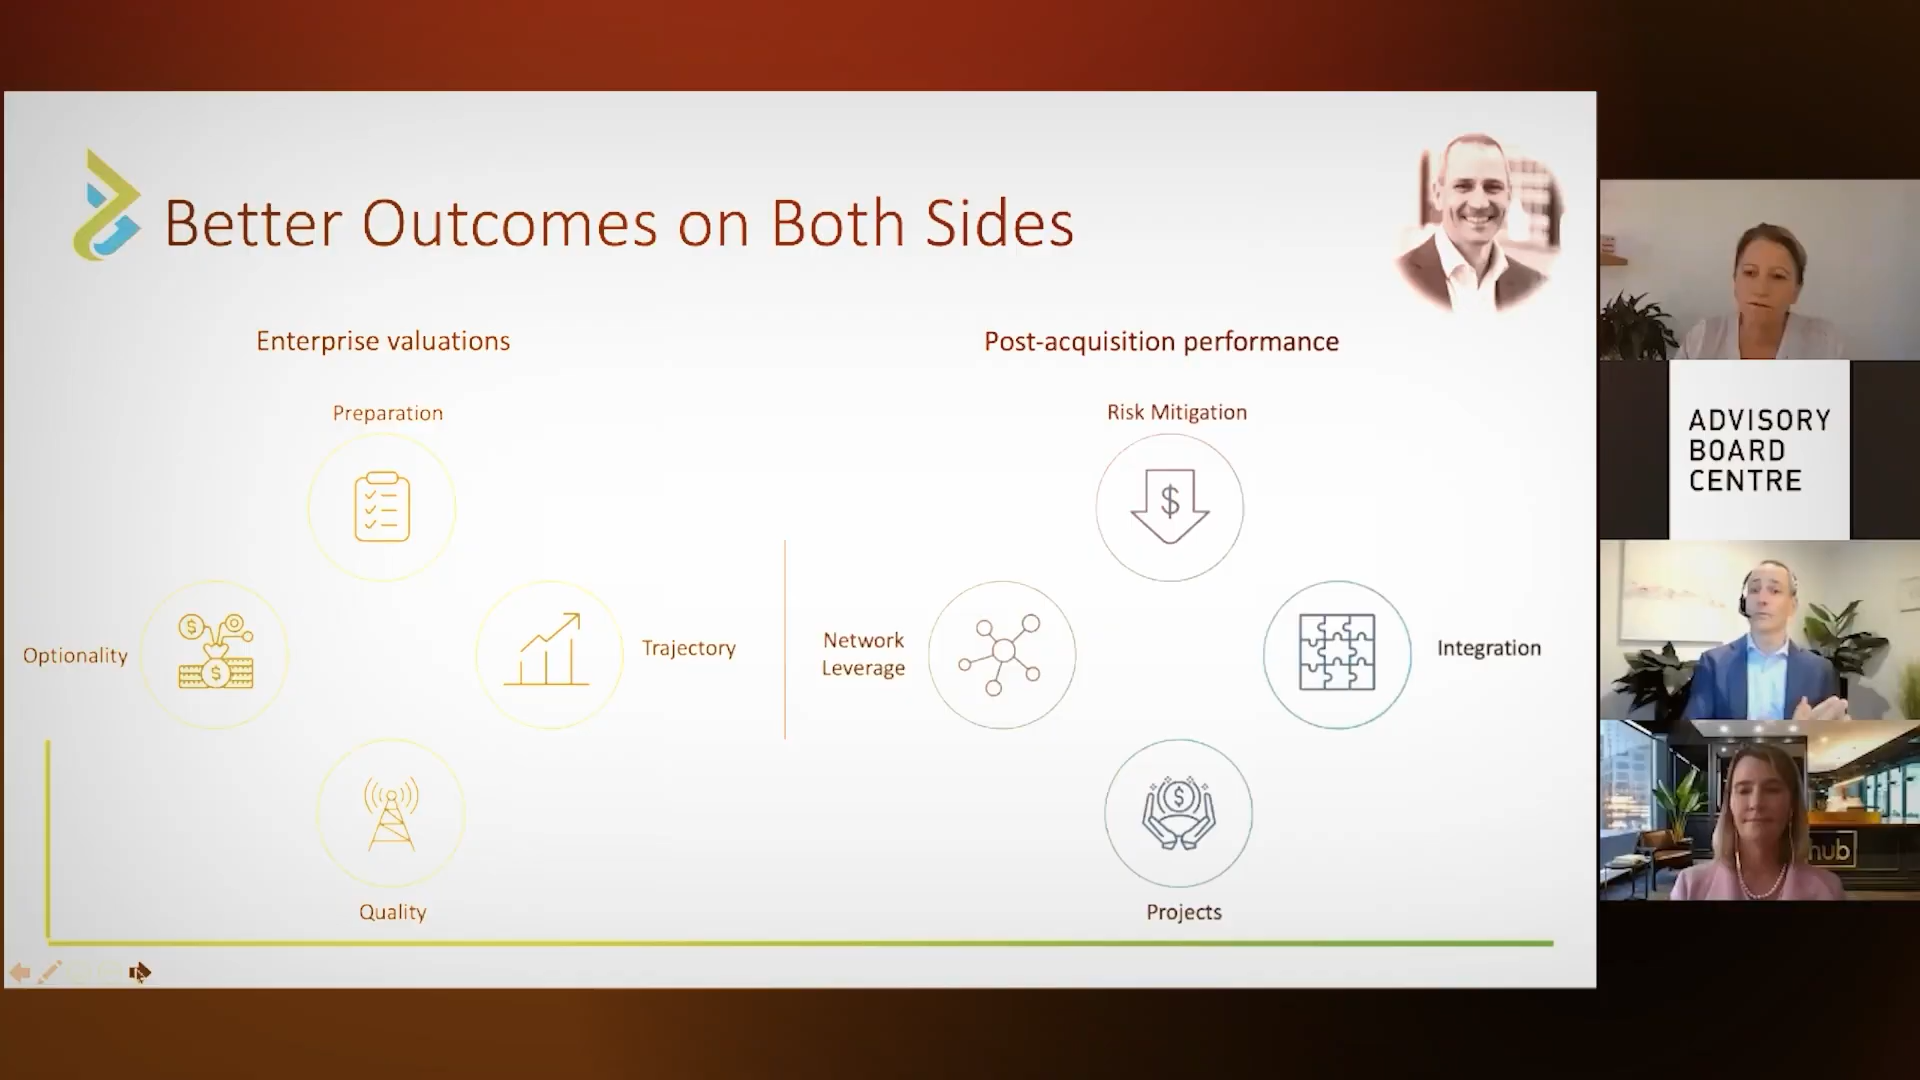 Better Outcomes on Both Sides
Enterprise valuations
Preparation
Optionality
Trajectory
Quality
Post-acquisition performance
Risk Mitigation
$
Network
Leverage
Integration
Projects
$
$
$
ADVISORY
BOARD
CENTRE
hub